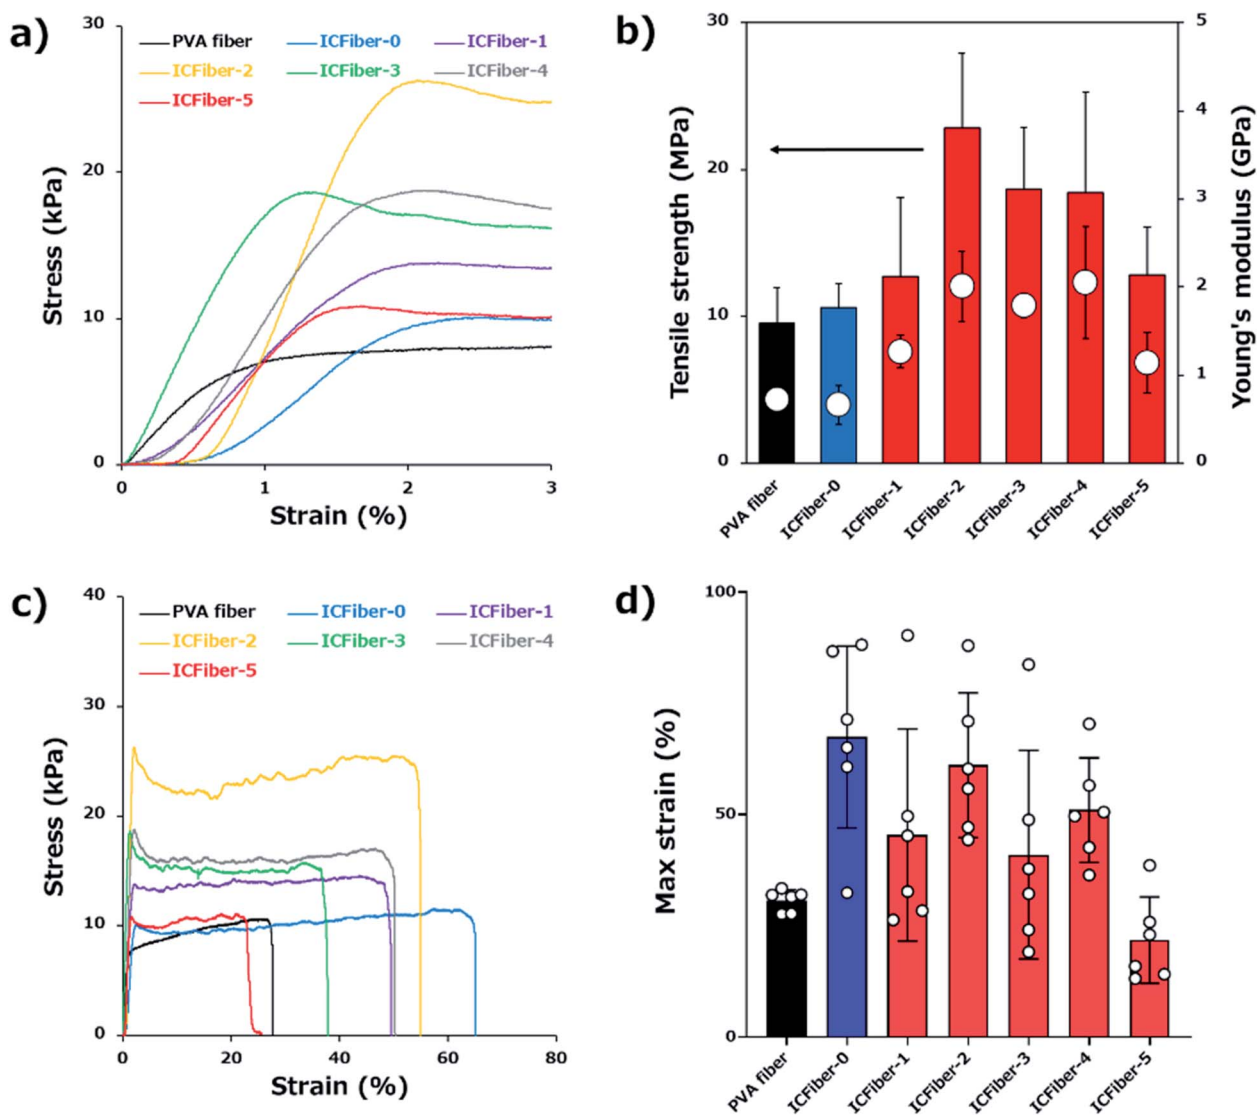 a)
30
20
10
0
Stress (kPa)
PVA fiber ICFiber-0 ICFiber-1
ICFiber-2 ICFiber-3 ICFiber-4
ICFiber-5
0 1 2 3
Strain (%)
b)
30
20
10
0
Tensile strength (MPa)
5
4
3
2
1
0
Young's modulus (GPa)
PVA fiber ICFiber-0 ICFiber-1 ICFiber-2 ICFiber-3 ICFiber-4 ICFiber-5
c)
40
30
20
10
0
Stress (kPa)
PVA fiber ICFiber-0 ICFiber-1
ICFiber-2 ICFiber-3 ICFiber-4
ICFiber-5
0 20 40 60 80
Strain (%)
d)
100
50
0
Max strain (%)
PVA fiber ICFiber-0 ICFiber-1 ICFiber-2 ICFiber-3 ICFiber-4 ICFiber-5